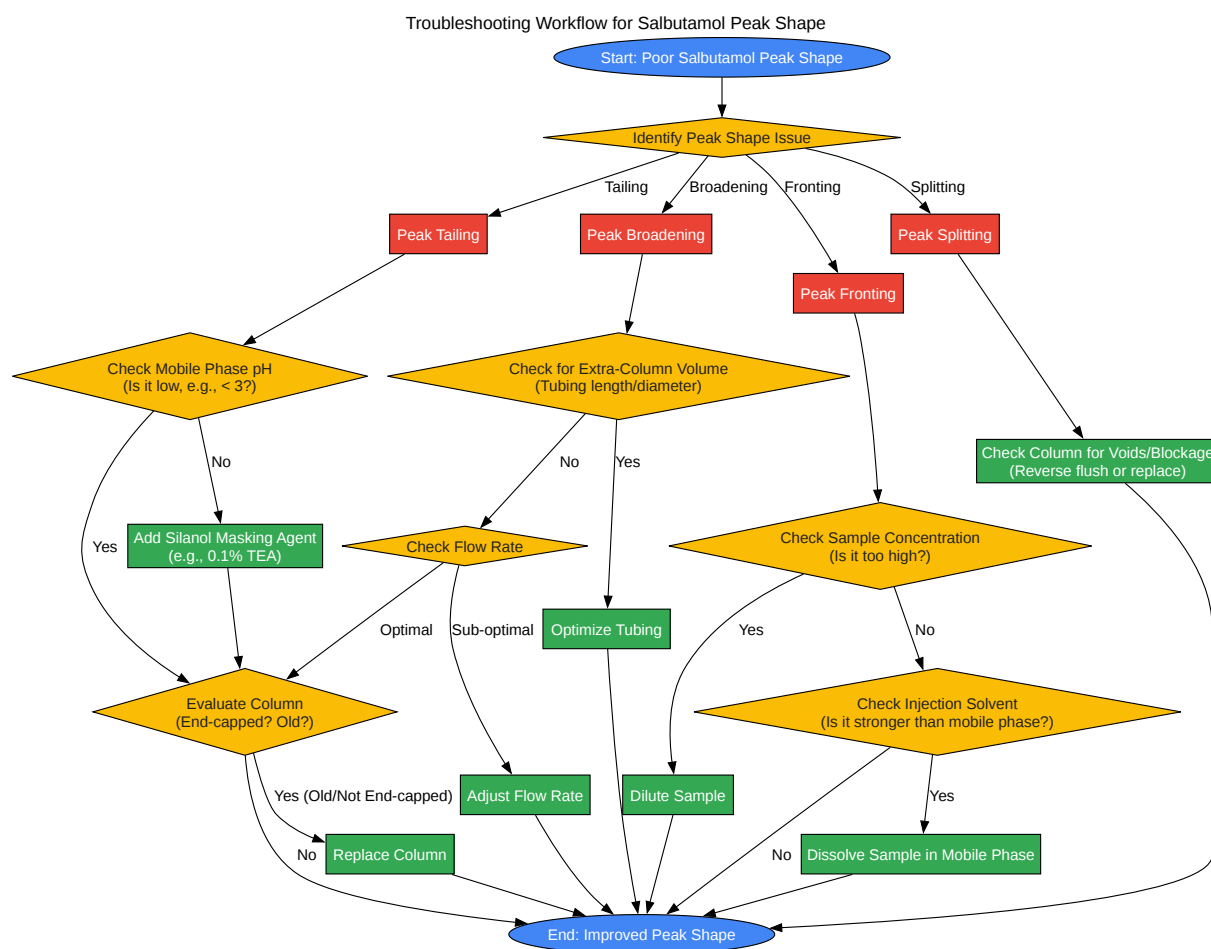 Troubleshooting Workflow for Salbutamol Peak Shape
Start: Poor Salbutamol Peak Shape
Identify Peak Shape Issue
Tailing
Broadening
Fronting
Splitting
Peak Tailing
Peak Broadening
Peak Splitting
Peak Fronting
Check Mobile Phase pH
(Is it low, e.g., < 3?)
Check for Extra-Column Volume
(Tubing length/diameter)
No
No
Yes
Check Column for Voids/Blockage
(Reverse flush or replace)
Yes
Add Silanol Masking Agent
(e.g., 0.1% TEA)
Check Flow Rate
Check Sample Concentration
(Is it too high?)
Optimal
Sub-optimal
Optimize Tubing
Yes
No
Evaluate Column
(End-capped? Old?)
Check Injection Solvent
(Is it stronger than mobile phase?)
Yes (Old/Not End-capped)
Adjust Flow Rate
Dilute Sample
Yes
No
Replace Column
No
Dissolve Sample in Mobile Phase
End: Improved Peak Shape